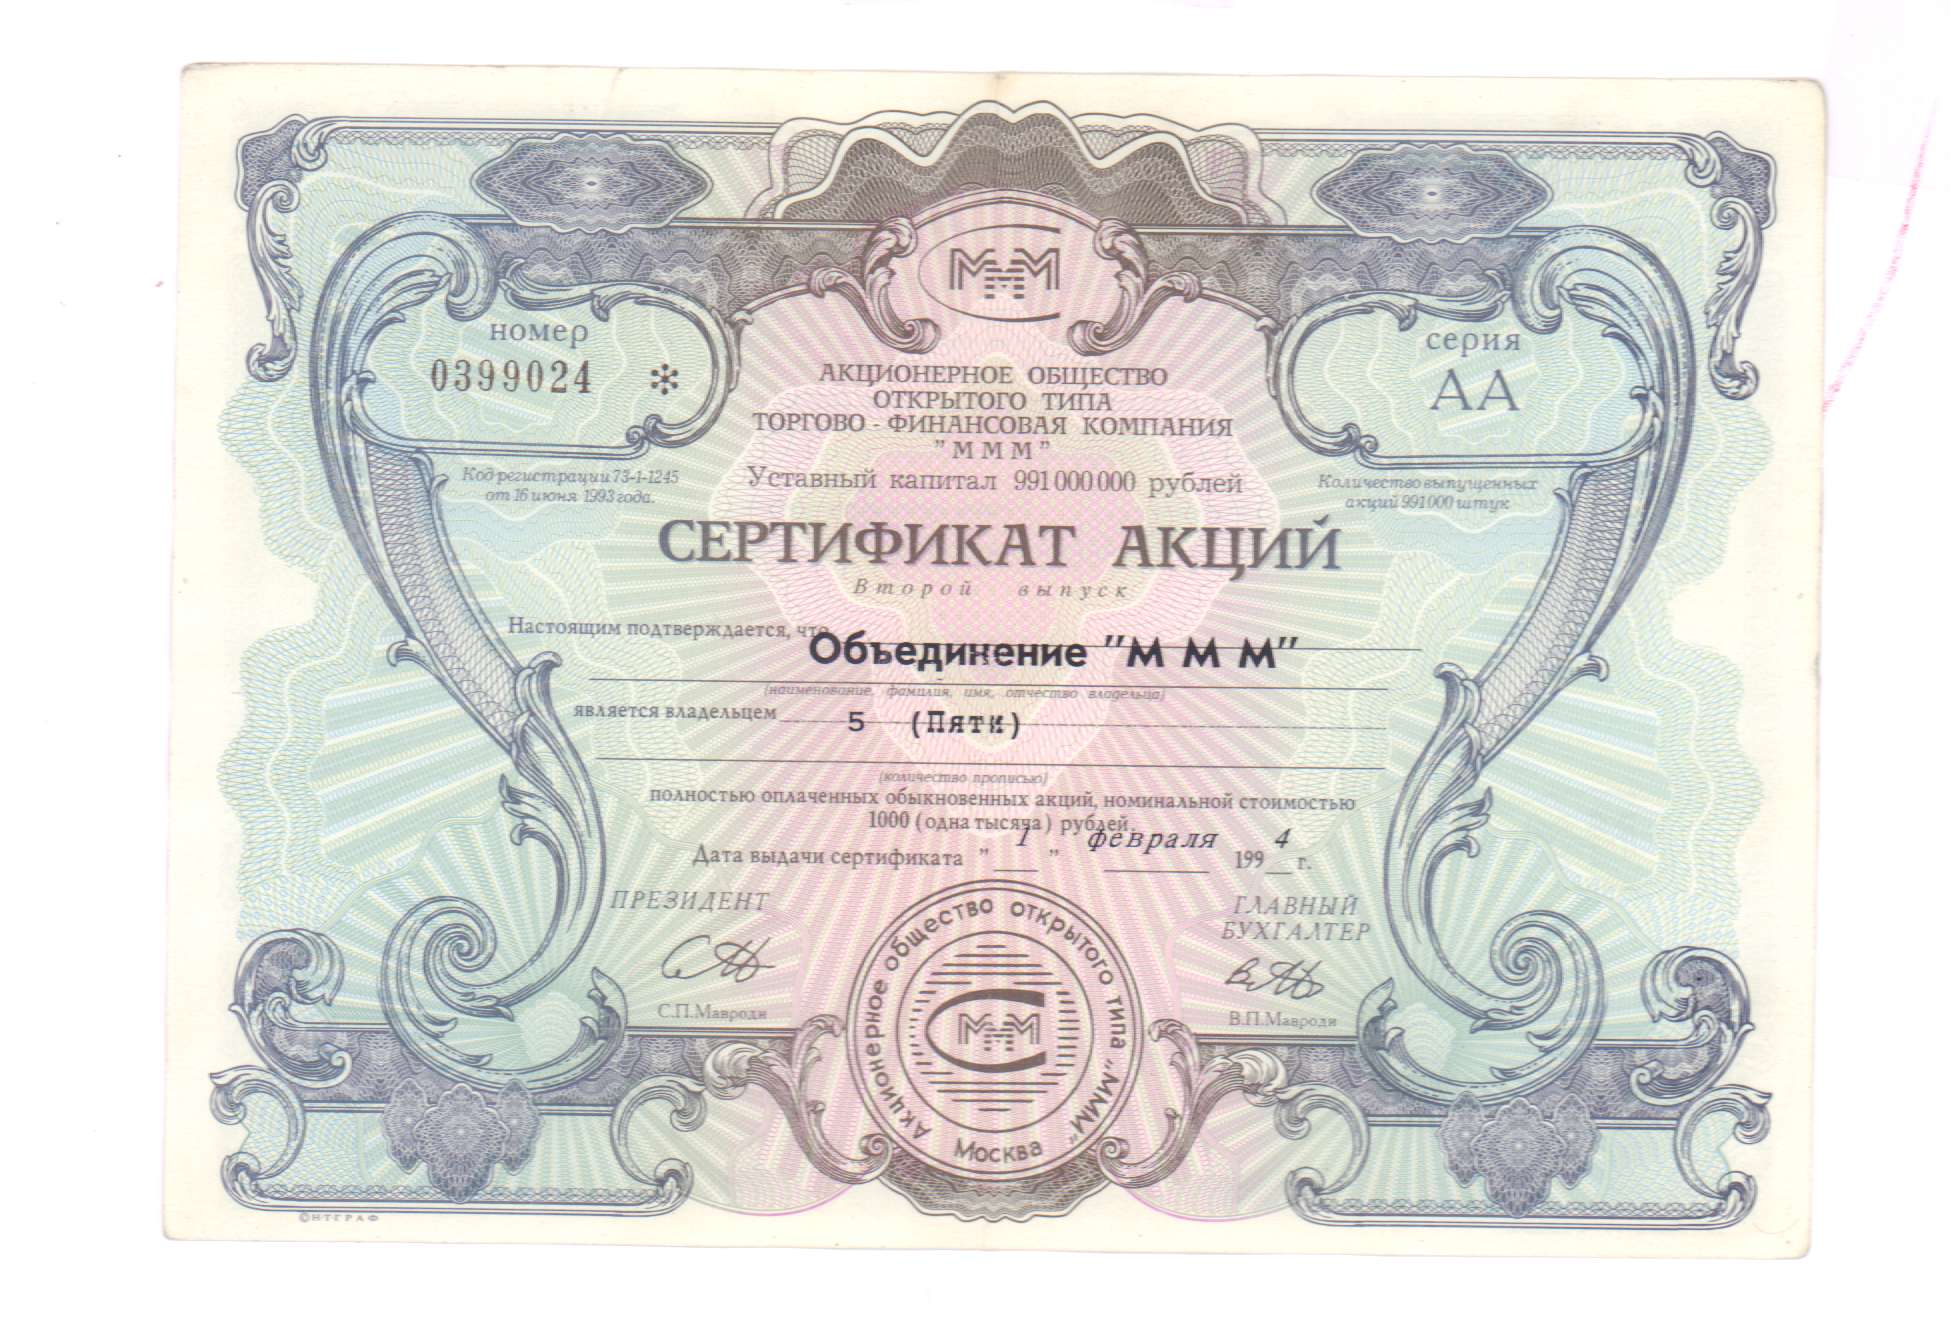 МММ
номер
0399024 *
серия
АА
АКЦИОНЕРНОЕ ОБЩЕСТВО
ОТКРЫТОГО ТИПА
ТОРГОВО - ФИНАНСОВАЯ КОМПАНИЯ
"МММ"
Уставный капитал 991 000 000 рублей
Код регистрации 73-1-1245
от 16 июня 1993 года.
Количество выпущенных
акций 991 000 штук
СЕРТИФИКАТ АКЦИЙ
Второй выпуск
Настоящим подтверждается, что
Объединение "М М М"
(наименование, фамилия, имя, отчество владельца)
является владельцем 5 (Пяти)
(количество прописью)
полностью оплаченных обыкновенных акций, номинальной стоимостью
1000 (одна тысяча) рублей.
Дата выдачи сертификата "1" февраля 1994 г.
ПРЕЗИДЕНТ
С.П.Мавроди
ГЛАВНЫЙ
БУХГАЛТЕР
В.П.Мавроди
Акционерное общество открытого типа „МММ"
МММ
Москва
©Н·Т·ГРАФ